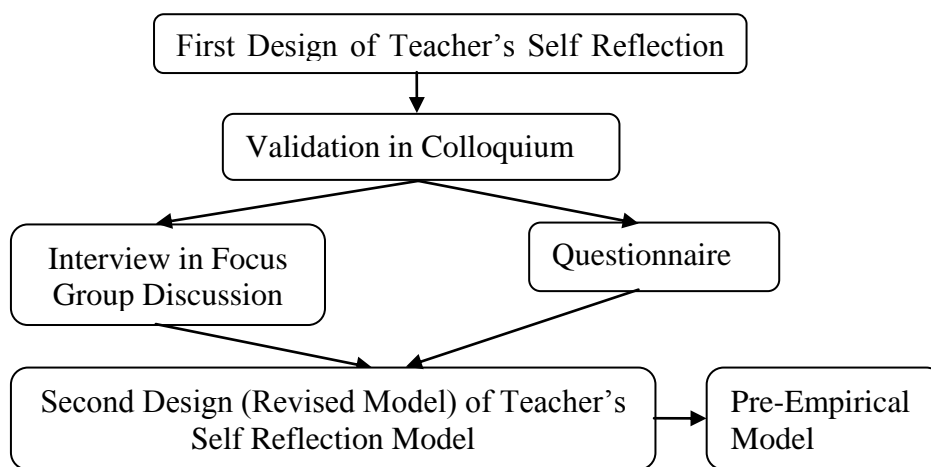 First Design of Teacher’s Self Reflection
Validation in Colloquium
Interview in Focus
Group Discussion
Questionnaire
Second Design (Revised Model) of Teacher’s
Self Reflection Model
Pre-Empirical
Model